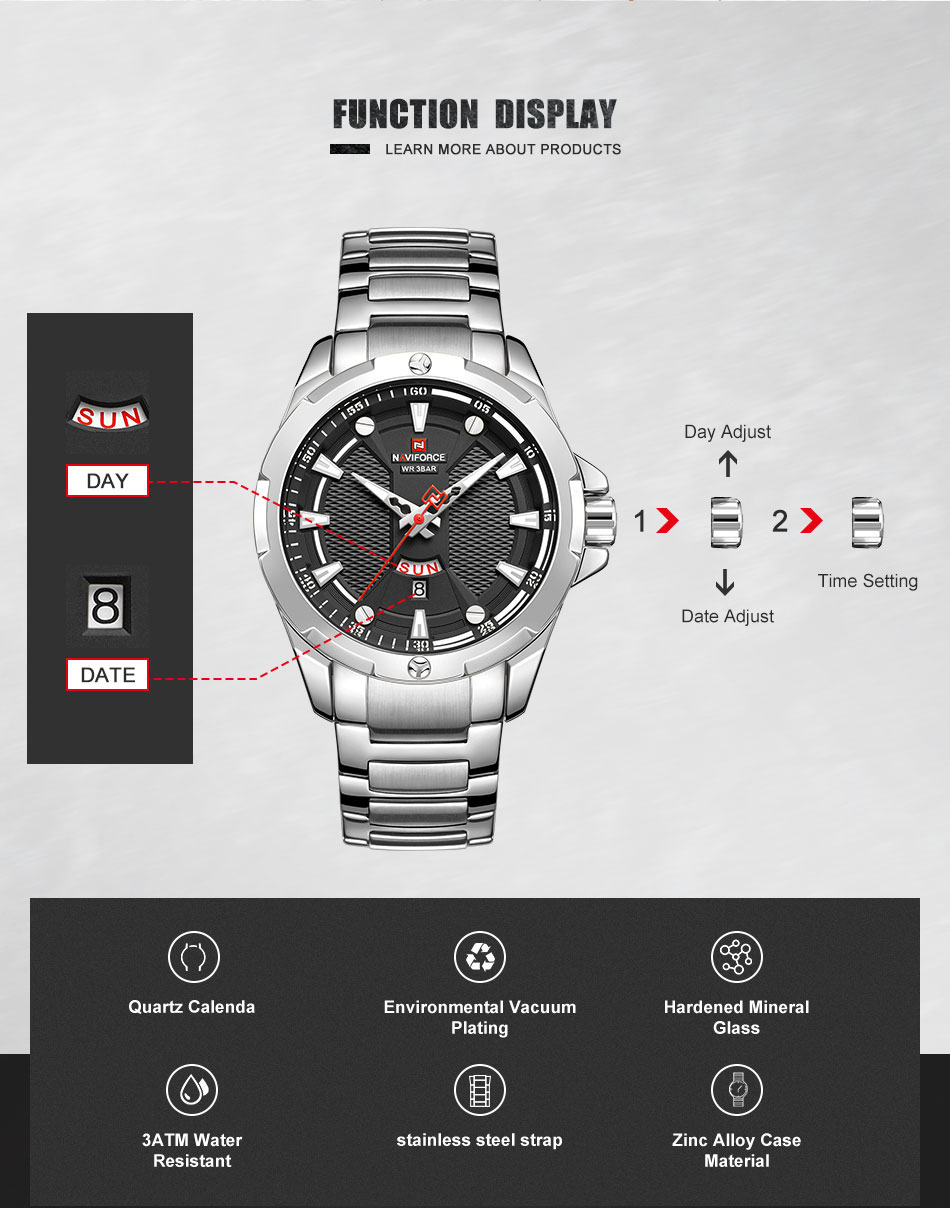 FUNCTION DISPLAY
LEARN MORE ABOUT PRODUCTS
SUN
DAY
8
DATE
60
05
10
20
25
30
35
40
45
50
55
NAVIFORCE
WR 3BAR
SUN
8
1
Day Adjust
Date Adjust
2
Time Setting
Quartz Calenda
Environmental Vacuum
Plating
Hardened Mineral
Glass
3ATM Water
Resistant
stainless steel strap
Zinc Alloy Case
Material